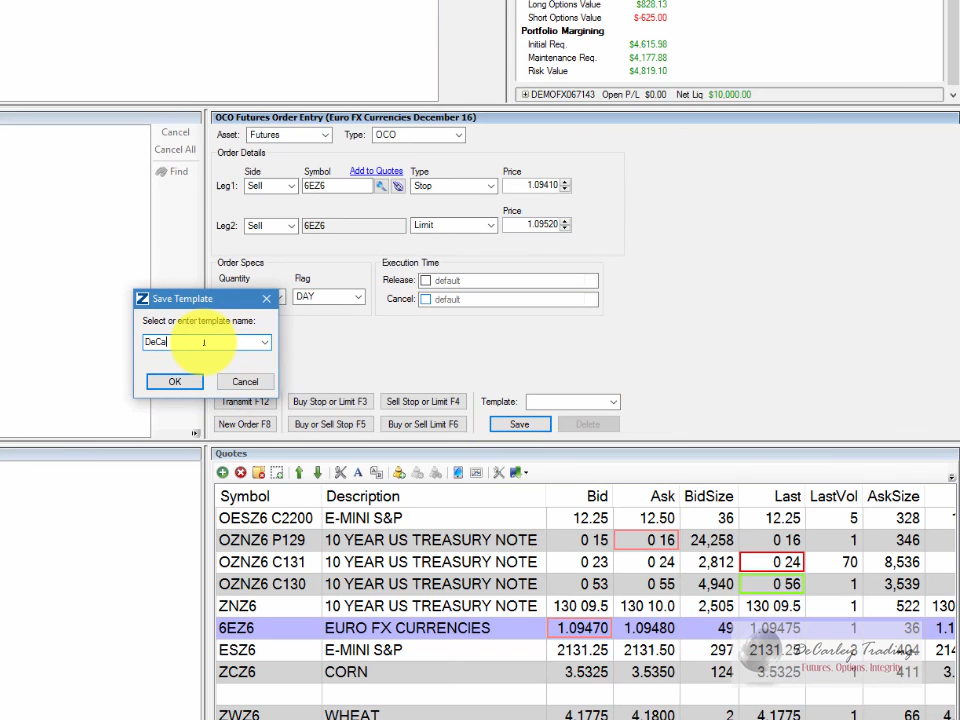 Long Options Value $828.13
Short Options Value $-625.00
Portfolio Margining
Initial Req. $4,615.98
Maintenance Req. $4,177.88
Risk Value $4,819.10
DEMOFX067143 Open P/L $0.00 Net Liq $10,000.00
Cancel
Cancel All
Find
OCO Futures Order Entry (Euro FX Currencies December 16)
Asset: Futures Type: OCO
Order Details
Side Symbol Add to Quotes Type Price
Leg1: Sell 6EZ6 Stop 1.09410
Price
Leg2: Sell 6EZ6 Limit 1.09520
Order Specs Execution Time
Quantity Flag Release: default
DAY Cancel: default
Save Template
Select or enter template name:
DeCa
OK Cancel
Transmit F12 Buy Stop or Limit F3 Sell Stop or Limit F4 Template:
New Order F8 Buy or Sell Stop F5 Buy or Sell Limit F6 Save Delete
Quotes
Symbol Description Bid Ask BidSize Last LastVol AskSize
OESZ6 C2200 E-MINI S&P 12.25 12.50 36 12.25 5 328
OZNZ6 P129 10 YEAR US TREASURY NOTE 0 15 0 16 24,258 0 16 1 346
OZNZ6 C131 10 YEAR US TREASURY NOTE 0 23 0 24 2,812 0 24 70 8,536
OZNZ6 C130 10 YEAR US TREASURY NOTE 0 53 0 55 4,940 0 56 1 3,539
ZNZ6 10 YEAR US TREASURY NOTE 130 09.5 130 10.0 2,505 130 09.5 1 522 130
6EZ6 EURO FX CURRENCIES 1.09470 1.09480 49 1.09475 1 36 1.1
ESZ6 E-MINI S&P 2131.25 2131.50 297 2131.25 3 404 214
ZCZ6 CORN 3.5325 3.5350 124 3.5325 1 411 3.
DeCarley Trading
Futures. Options. Integrity.
ZWZ6 WHEAT 4.1775 4.1800 2 4.1775 1 66 4.